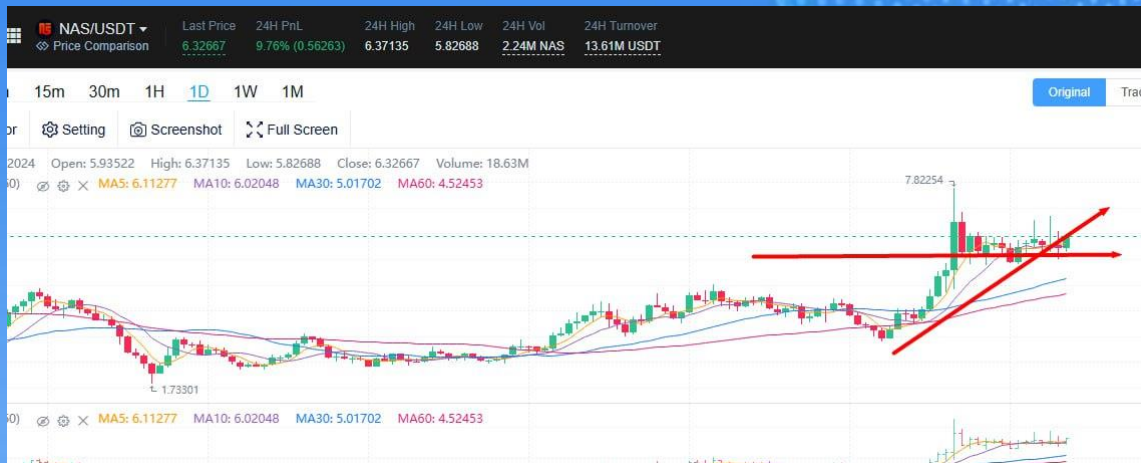 NAS/USDT
Price Comparison
Last Price
6.32667
24H PnL
9.76% (0.56263)
24H High
6.37135
24H Low
5.82688
24H Vol
2.24M NAS
24H Turnover
13.61M USDT
15m 30m 1H 1D 1W 1M
Original
Setting Screenshot Full Screen
2024 Open: 5.93522 High: 6.37135 Low: 5.82688 Close: 6.32667 Volume: 18.63M
MA5: 6.11277 MA10: 6.02048 MA30: 5.01702 MA60: 4.52453
7.82254
1.73301
MA5: 6.11277 MA10: 6.02048 MA30: 5.01702 MA60: 4.52453